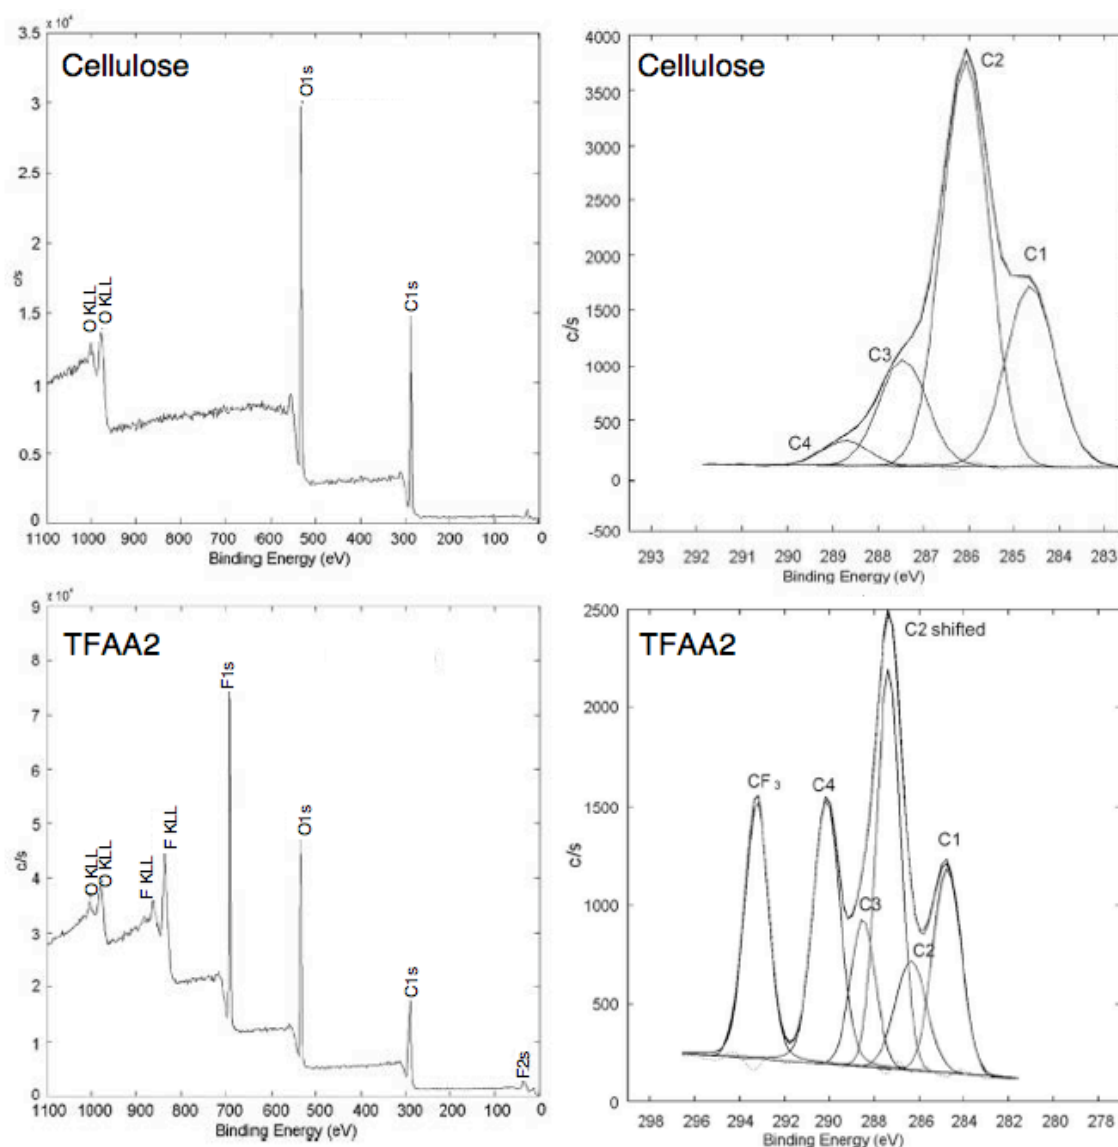 x 10⁴
3.5
3
2.5
2
1.5
1
0.5
0
c/s
Cellulose
O KLL
O KLL
O1s
C1s
1100 1000 900 800 700 600 500 400 300 200 100 0
Binding Energy (eV)
4000
3500
3000
2500
2000
1500
1000
500
0
-500
c/s
Cellulose
C2
C1
C3
C4
293 292 291 290 289 288 287 286 285 284 283
Binding Energy (eV)
x 10⁴
9
8
7
6
5
4
3
2
1
0
c/s
TFAA2
O KLL
O KLL
F KLL
F KLL
F1s
O1s
C1s
F2s
1100 1000 900 800 700 600 500 400 300 200 100 0
Binding Energy (eV)
2500
2000
1500
1000
500
0
c/s
TFAA2
C2 shifted
CF₃
C4
C1
C3
C2
298 296 294 292 290 288 286 284 282 280 278
Binding Energy (eV)